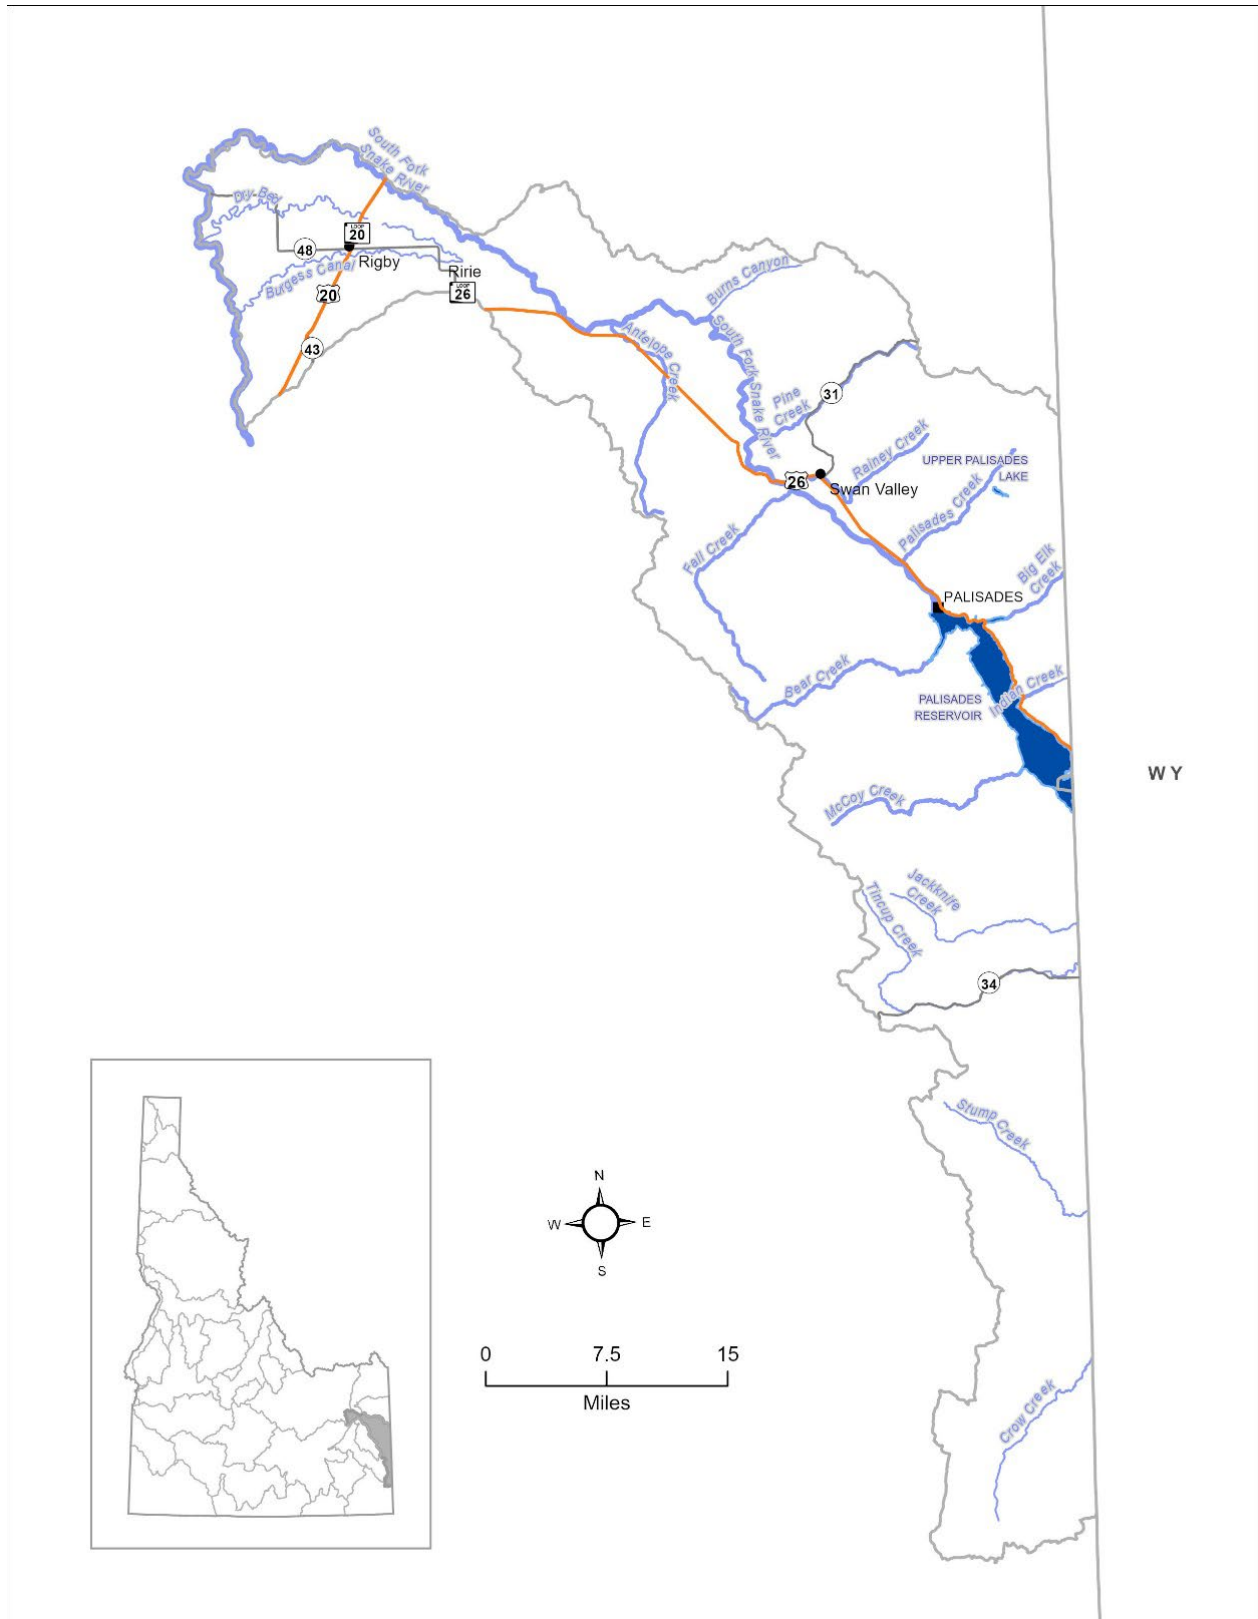 South Fork
Snake River
Dry Bed
LOOP
20
48
Rigby
Burgess Canal
20
Ririe
LOOP
26
43
Burns Canyon
Antelope Creek
South Fork Snake River
Pine
Creek
31
Rainey Creek
UPPER PALISADES
LAKE
26
Swan Valley
Palisades Creek
Fall Creek
Big Elk
Creek
PALISADES
Bear Creek
Indian Creek
PALISADES
RESERVOIR
WY
McCoy Creek
Jackknife
Creek
Tincup Creek
34
Stump Creek
N
W
E
S
0
7.5
15
Miles
Crow Creek